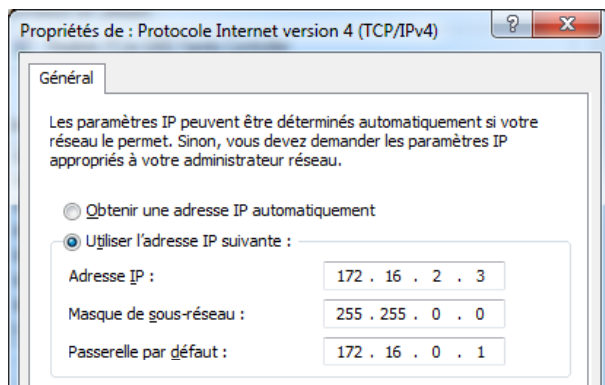 Propriétés de : Protocole Internet version 4 (TCP/IPv4)
Général
Les paramètres IP peuvent être déterminés automatiquement si votre
réseau le permet. Sinon, vous devez demander les paramètres IP
appropriés à votre administrateur réseau.
Obtenir une adresse IP automatiquement
Utiliser l'adresse IP suivante :
Adresse IP : 172 . 16 . 2 . 3
Masque de sous-réseau : 255 . 255 . 0 . 0
Passerelle par défaut : 172 . 16 . 0 . 1